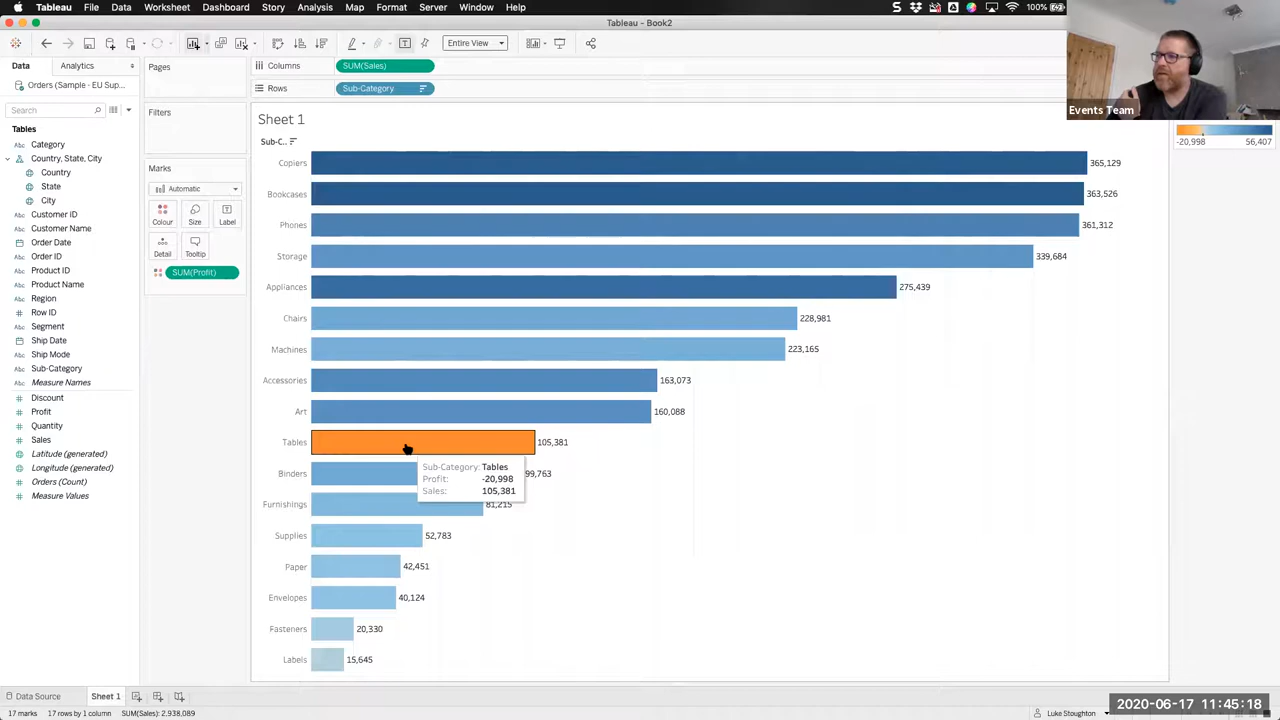 Tableau File Data Worksheet Dashboard Story Analysis Map Format Server Window Help
100%
Tableau - Book2
Entire View
Data Analytics
Orders (Sample - EU Sup...
Search
Tables
Category
Country, State, City
Country
State
City
Customer ID
Customer Name
Order Date
Order ID
Product ID
Product Name
Region
Row ID
Segment
Ship Date
Ship Mode
Sub-Category
Measure Names
Discount
Profit
Quantity
Sales
Latitude (generated)
Longitude (generated)
Orders (Count)
Measure Values
Pages
Filters
Marks
Automatic
Colour Size Label
Detail Tooltip
SUM(Profit)
Columns SUM(Sales)
Rows Sub-Category
Sheet 1
Sub-C..
Copiers 365,129
Bookcases 363,526
Phones 361,312
Storage 339,684
Appliances 275,439
Chairs 228,981
Machines 223,165
Accessories 163,073
Art 160,088
Tables 105,381
Binders 99,763
Furnishings 81,215
Supplies 52,783
Paper 42,451
Envelopes 40,124
Fasteners 20,330
Labels 15,645
Sub-Category: Tables
Profit: -20,998
Sales: 105,381
Events Team
-20,998 56,407
Data Source Sheet 1
17 marks 17 rows by 1 column SUM(Sales): 2,938,089
Luke Stoughton
2020-06-17 11:45:18